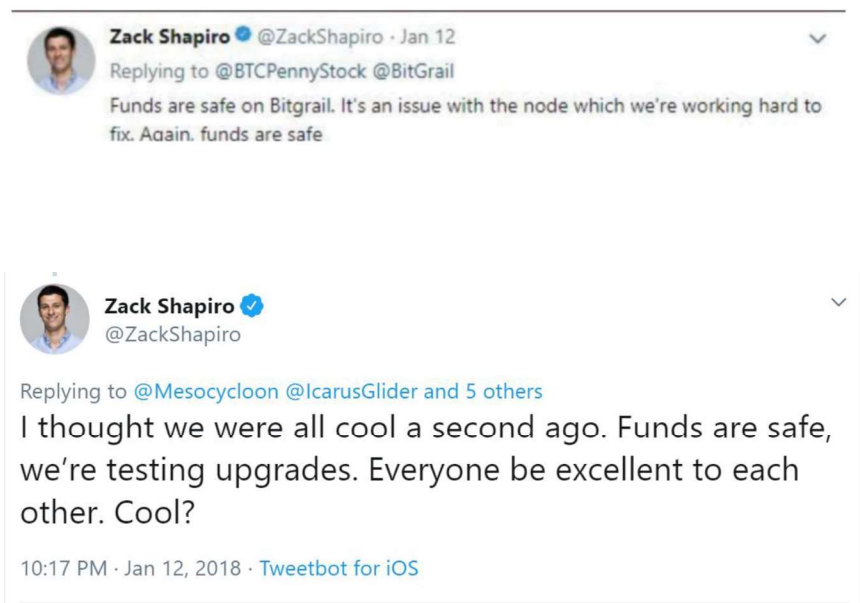 Zack Shapiro @ZackShapiro · Jan 12
Replying to @BTCPennyStock @BitGrail
Funds are safe on Bitgrail. It's an issue with the node which we're working hard to
fix. Again. funds are safe
Zack Shapiro
@ZackShapiro
Replying to @Mesocycloon @IcarusGlider and 5 others
I thought we were all cool a second ago. Funds are safe,
we’re testing upgrades. Everyone be excellent to each
other. Cool?
10:17 PM · Jan 12, 2018 · Tweetbot for iOS